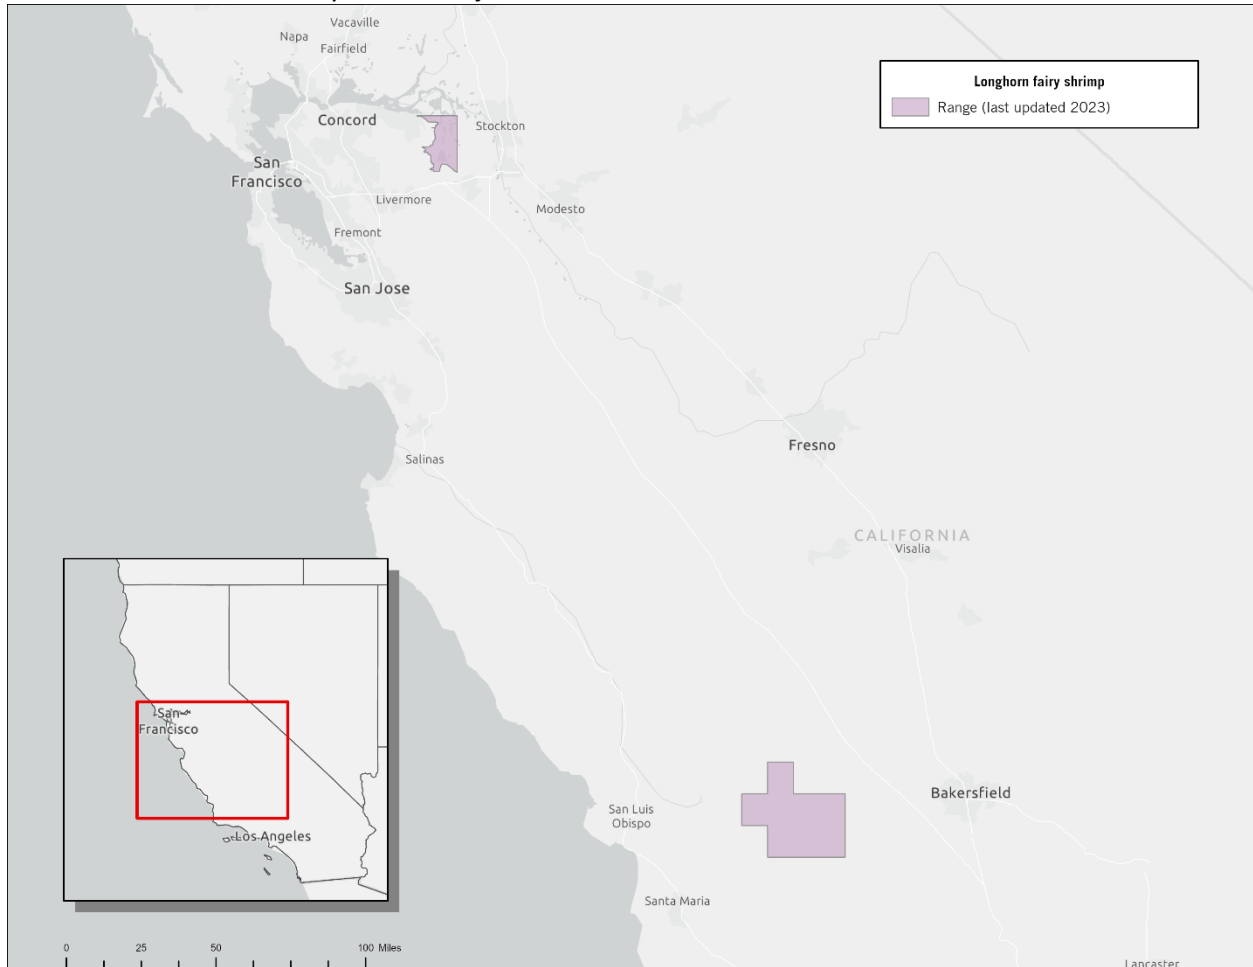 Vacaville
Napa
Fairfield
Concord
Stockton
San
Francisco
Livermore
Modesto
Fremont
San Jose
Fresno
Salinas
CALIFORNIA
Visalia
Bakersfield
San Luis
Obispo
Santa Maria
Lancaster
Longhorn fairy shrimp
Range (last updated 2023)
San
Francisco
Los Angeles
0 25 50 100 Miles